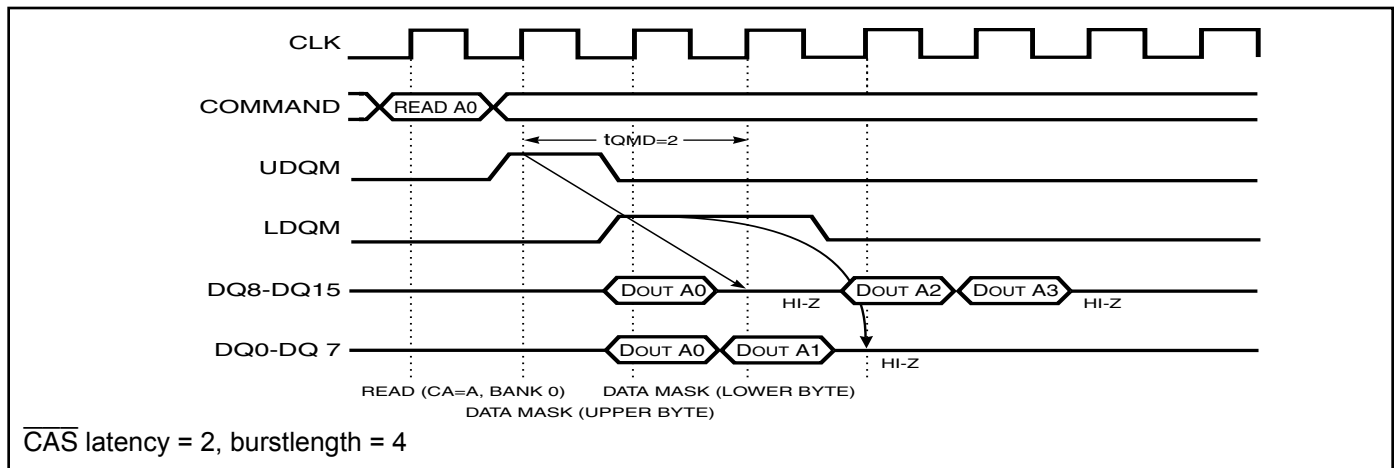 CLK
COMMAND READ A0
tQMD=2
UDQM
LDQM
DQ8-DQ15 DOUT A0 HI-Z DOUT A2 DOUT A3 HI-Z
DQ0-DQ 7 DOUT A0 DOUT A1 HI-Z
READ (CA=A, BANK 0) DATA MASK (LOWER BYTE)
DATA MASK (UPPER BYTE)
C̅A̅S̅ latency = 2, burstlength = 4